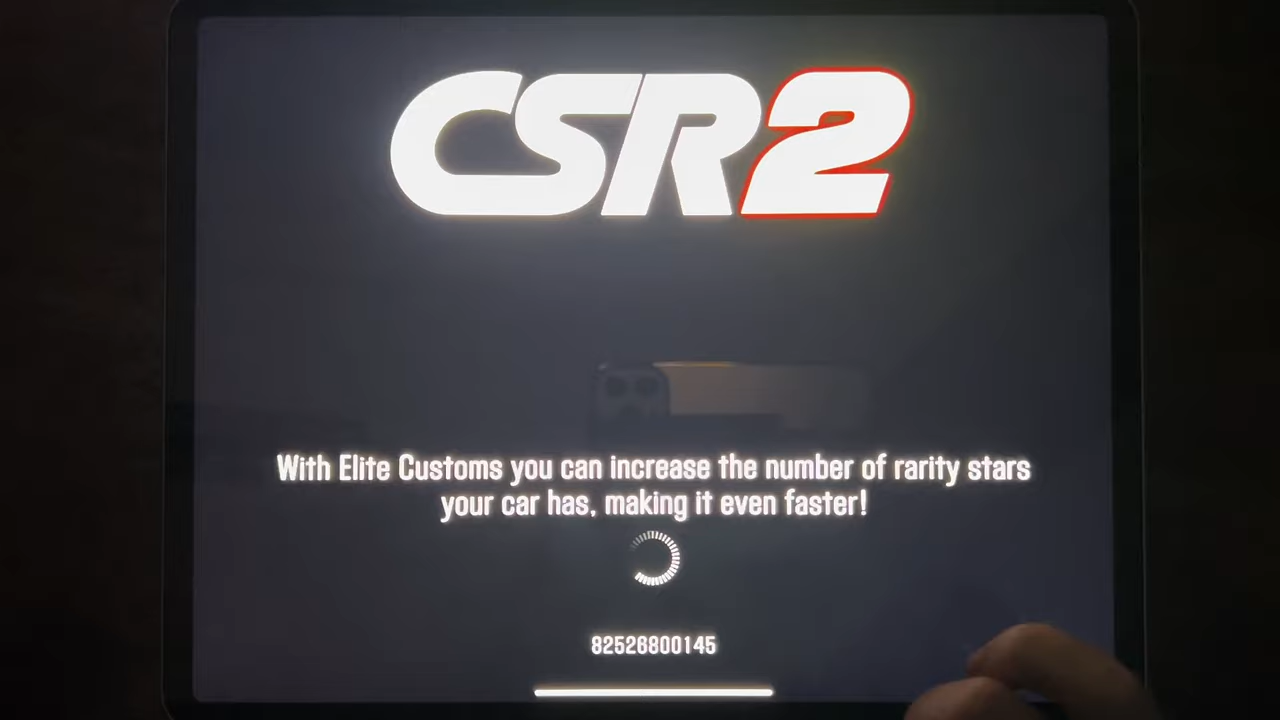 CSR2
With Elite Customs you can increase the number of rarity stars
your car has, making it even faster!
82526800145